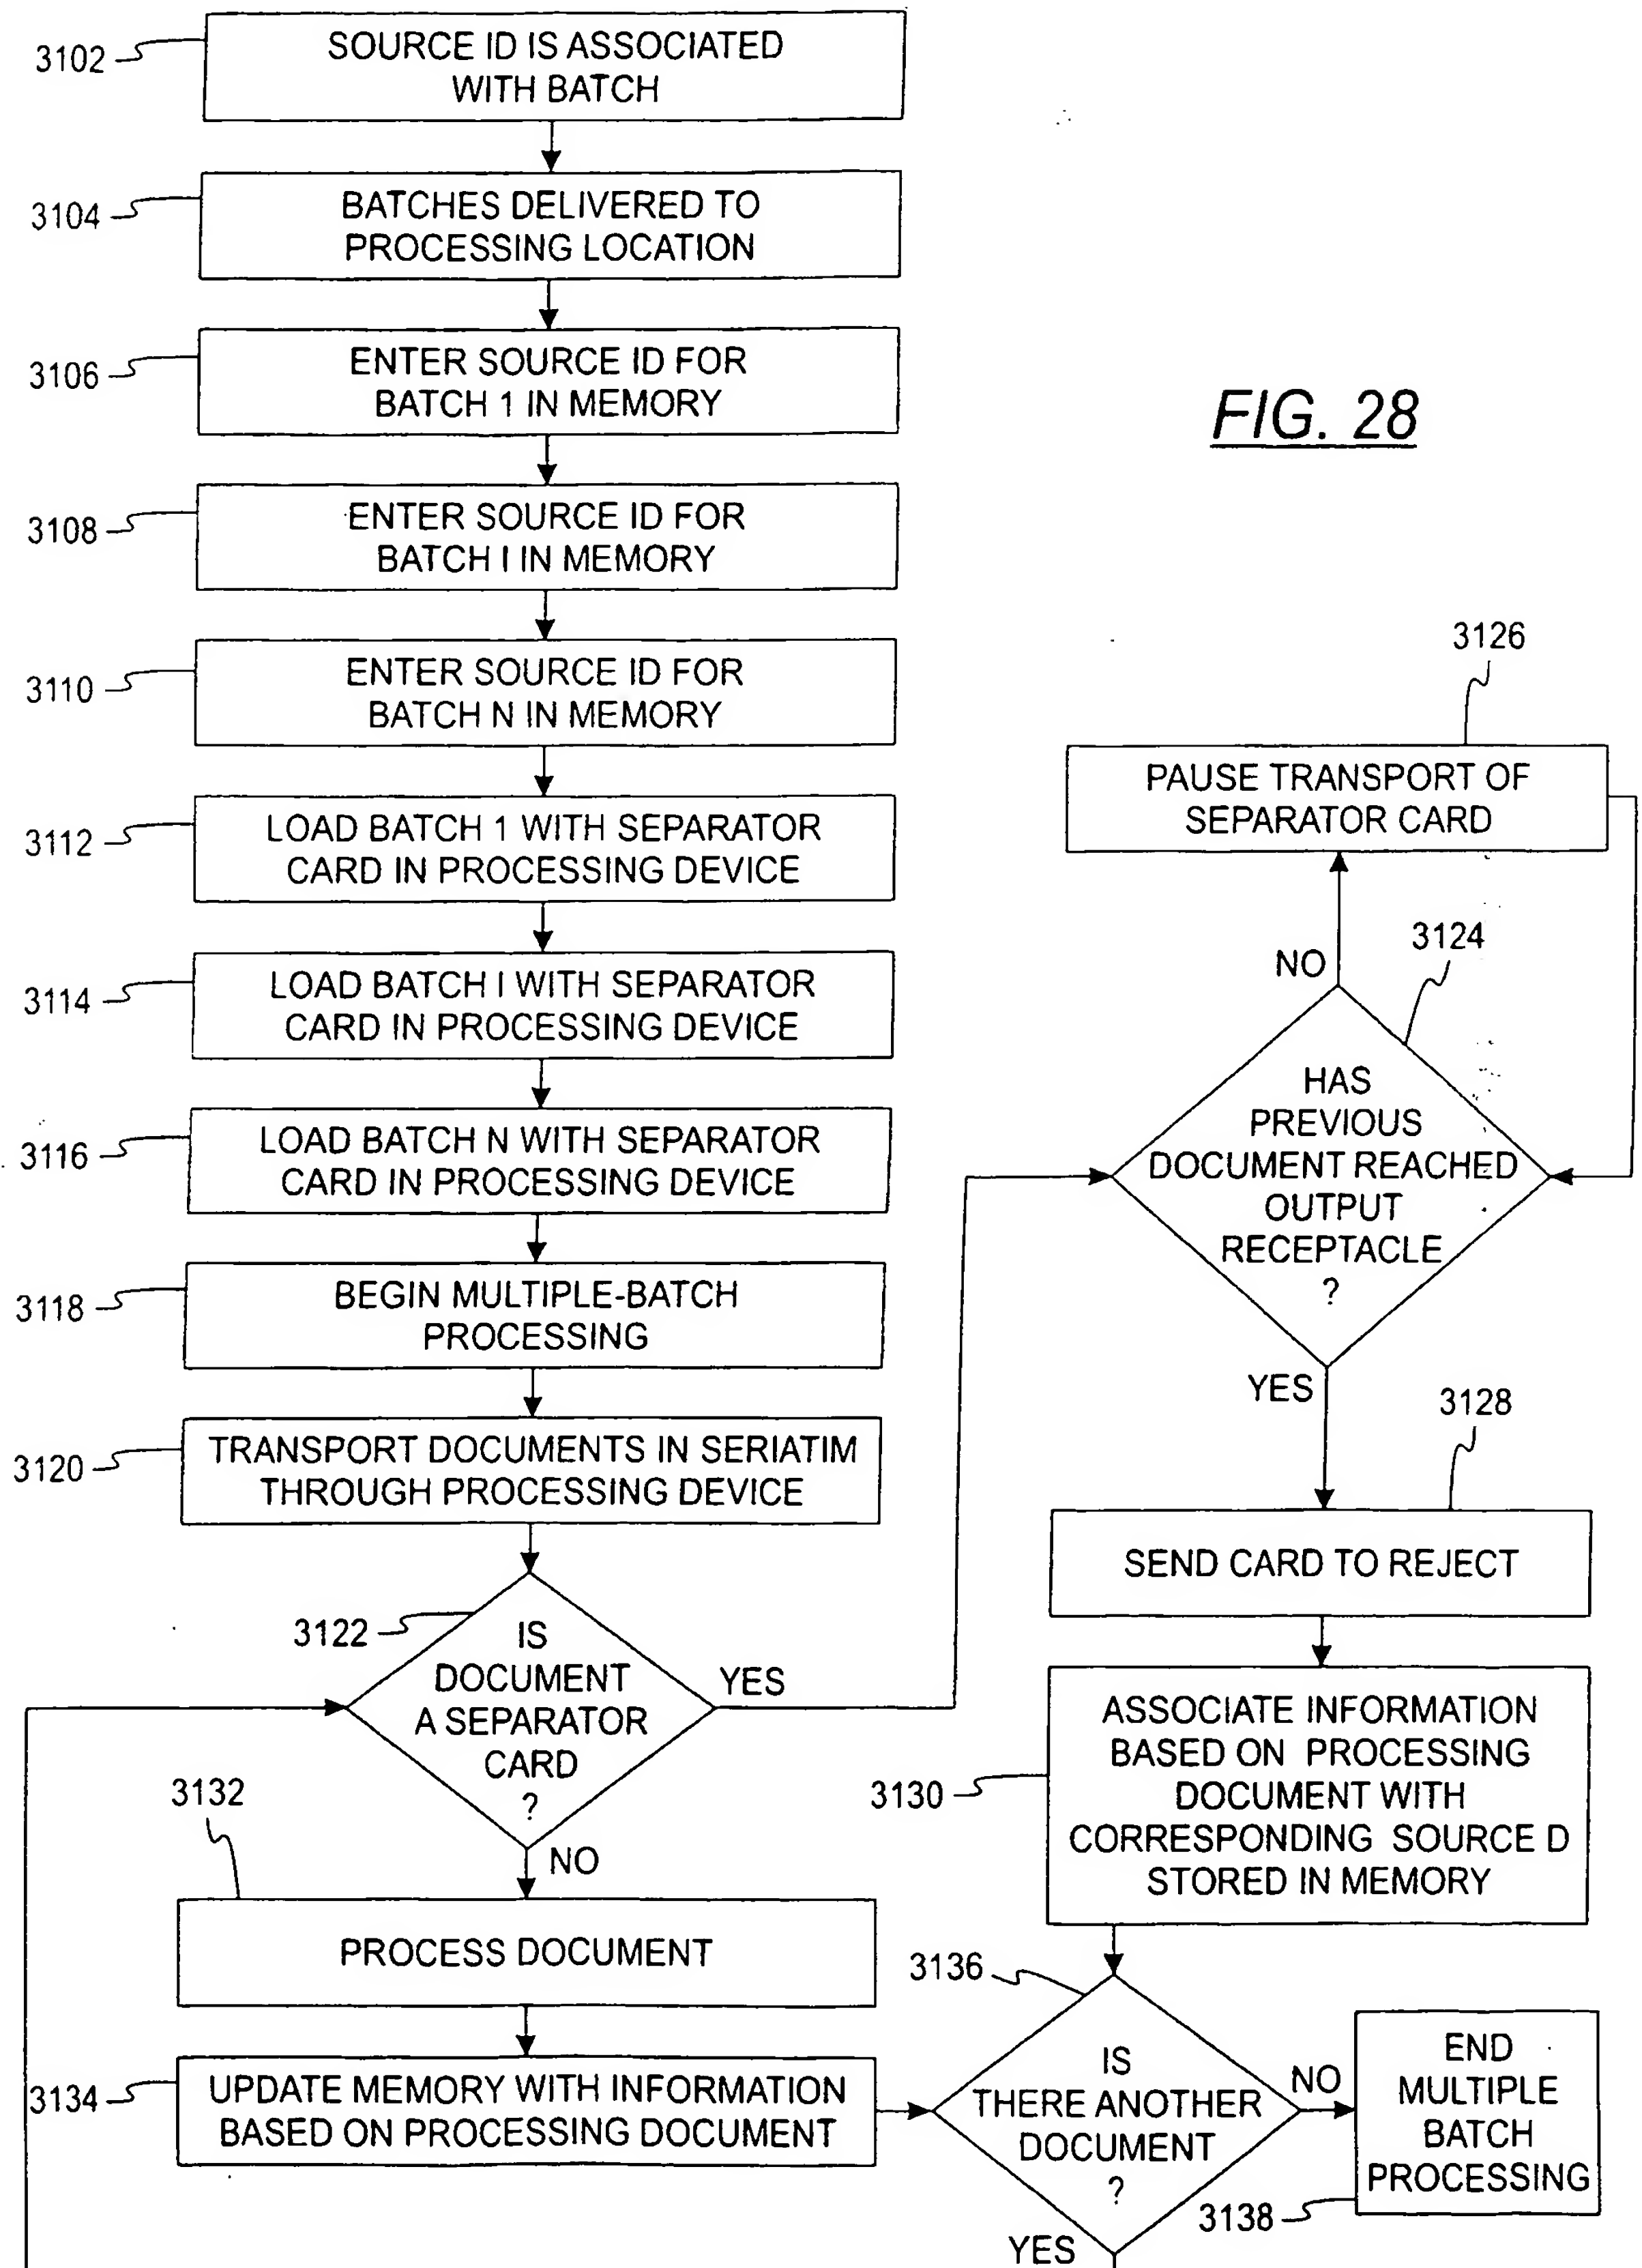 3102
SOURCE ID IS ASSOCIATED
WITH BATCH
3104
BATCHES DELIVERED TO
PROCESSING LOCATION
3106
ENTER SOURCE ID FOR
BATCH 1 IN MEMORY
FIG. 28
3108
ENTER SOURCE ID FOR
BATCH I IN MEMORY
3110
ENTER SOURCE ID FOR
BATCH N IN MEMORY
3112
LOAD BATCH 1 WITH SEPARATOR
CARD IN PROCESSING DEVICE
3114
LOAD BATCH I WITH SEPARATOR
CARD IN PROCESSING DEVICE
3116
LOAD BATCH N WITH SEPARATOR
CARD IN PROCESSING DEVICE
3118
BEGIN MULTIPLE-BATCH
PROCESSING
3120
TRANSPORT DOCUMENTS IN SERIATIM
THROUGH PROCESSING DEVICE
3122
IS
DOCUMENT
A SEPARATOR
CARD
?
YES
NO
3126
PAUSE TRANSPORT OF
SEPARATOR CARD
NO
3124
HAS
PREVIOUS
DOCUMENT REACHED
OUTPUT
RECEPTACLE
?
YES
3128
SEND CARD TO REJECT
3130
ASSOCIATE INFORMATION
BASED ON PROCESSING
DOCUMENT WITH
CORRESPONDING SOURCE D
STORED IN MEMORY
3132
PROCESS DOCUMENT
3134
UPDATE MEMORY WITH INFORMATION
BASED ON PROCESSING DOCUMENT
3136
IS
THERE ANOTHER
DOCUMENT
?
NO
YES
END
MULTIPLE
BATCH
PROCESSING
3138